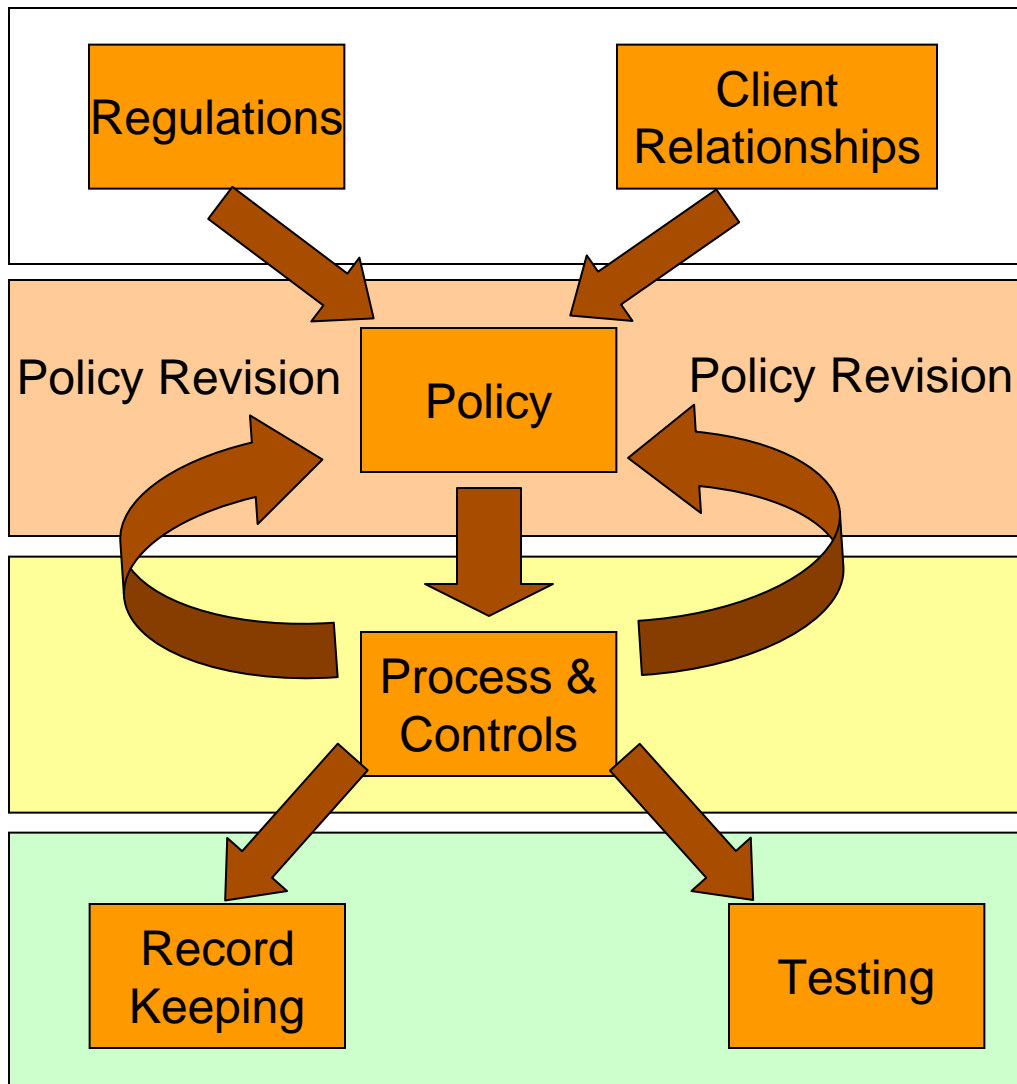 Regulations
Client
Relationships
Policy Revision
Policy
Policy Revision
Process &
Controls
Record
Keeping
Testing